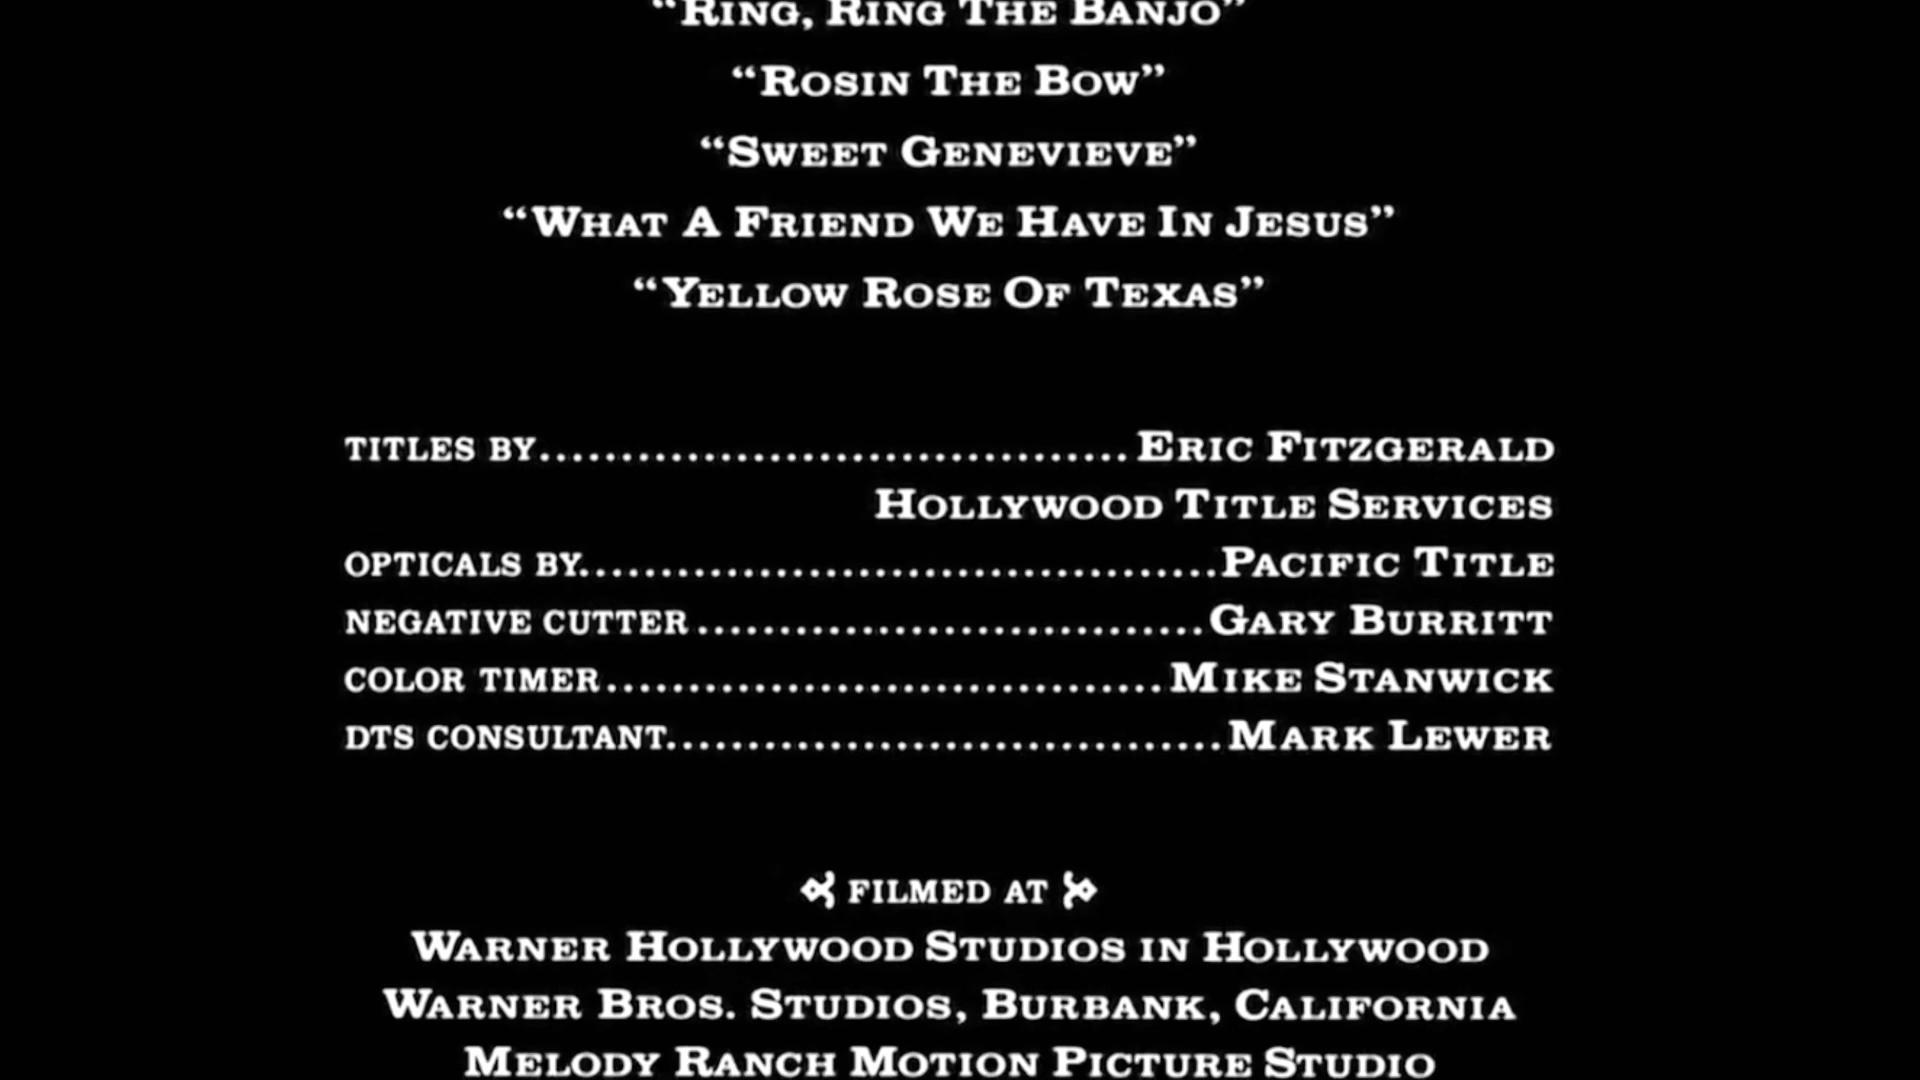 “Ring, Ring The Banjo”
“Rosin The Bow”
“Sweet Genevieve”
“What A Friend We Have In Jesus”
“Yellow Rose Of Texas”
TITLES BY....................................Eric Fitzgerald
Hollywood Title Services
OPTICALS BY.......................................Pacific Title
NEGATIVE CUTTER...............................Gary Burritt
COLOR TIMER..................................Mike Stanwick
DTS CONSULTANT..................................Mark Lewer
FILMED AT
Warner Hollywood Studios in Hollywood
Warner Bros. Studios, Burbank, California
Melody Ranch Motion Picture Studio